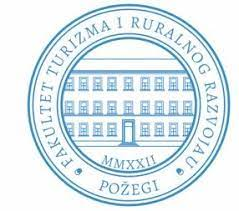 FAKULTET TURIZMA I RURALNOG RAZVOJA U
POŽEGI
MMXXII